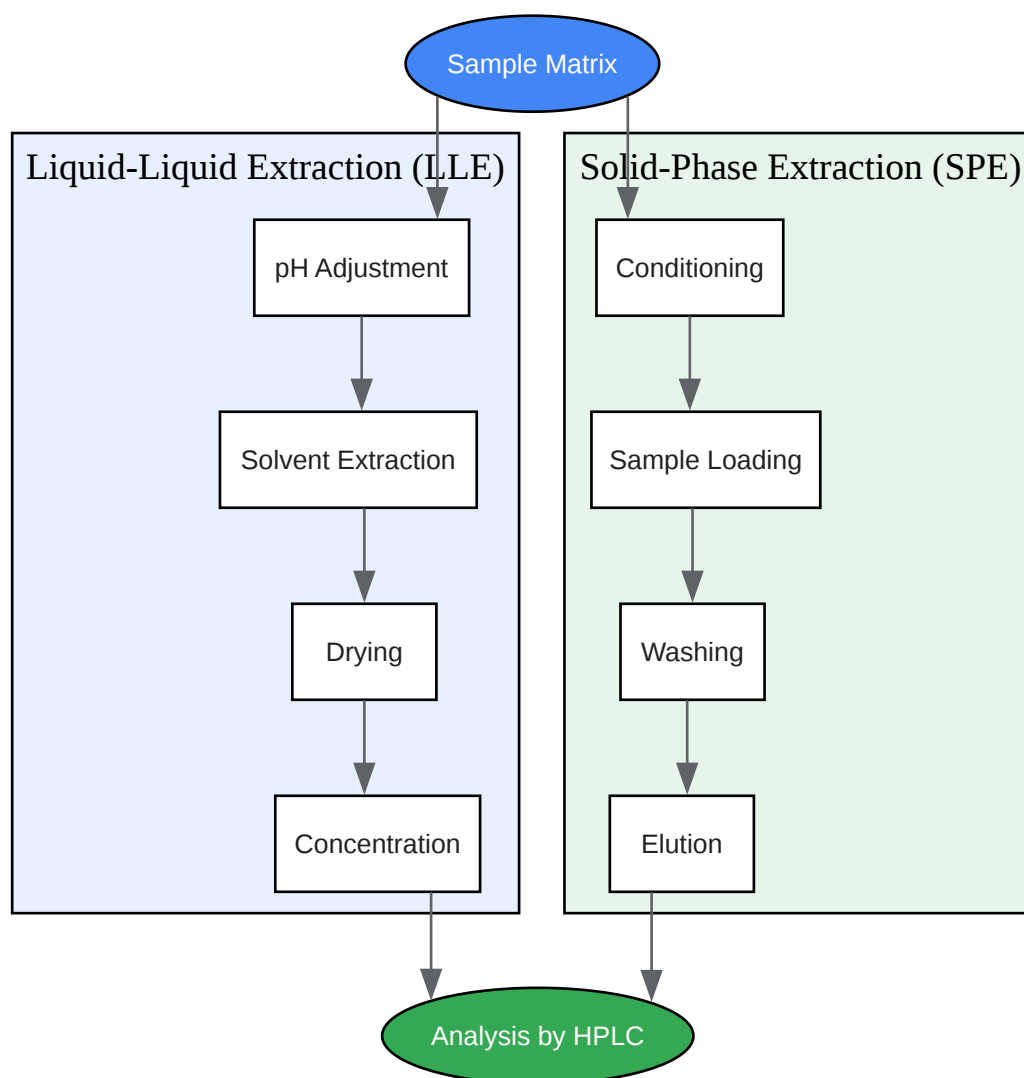 Sample Matrix
Liquid-Liquid Extraction (LLE)
pH Adjustment
Solvent Extraction
Drying
Concentration
Solid-Phase Extraction (SPE)
Conditioning
Sample Loading
Washing
Elution
Analysis by HPLC